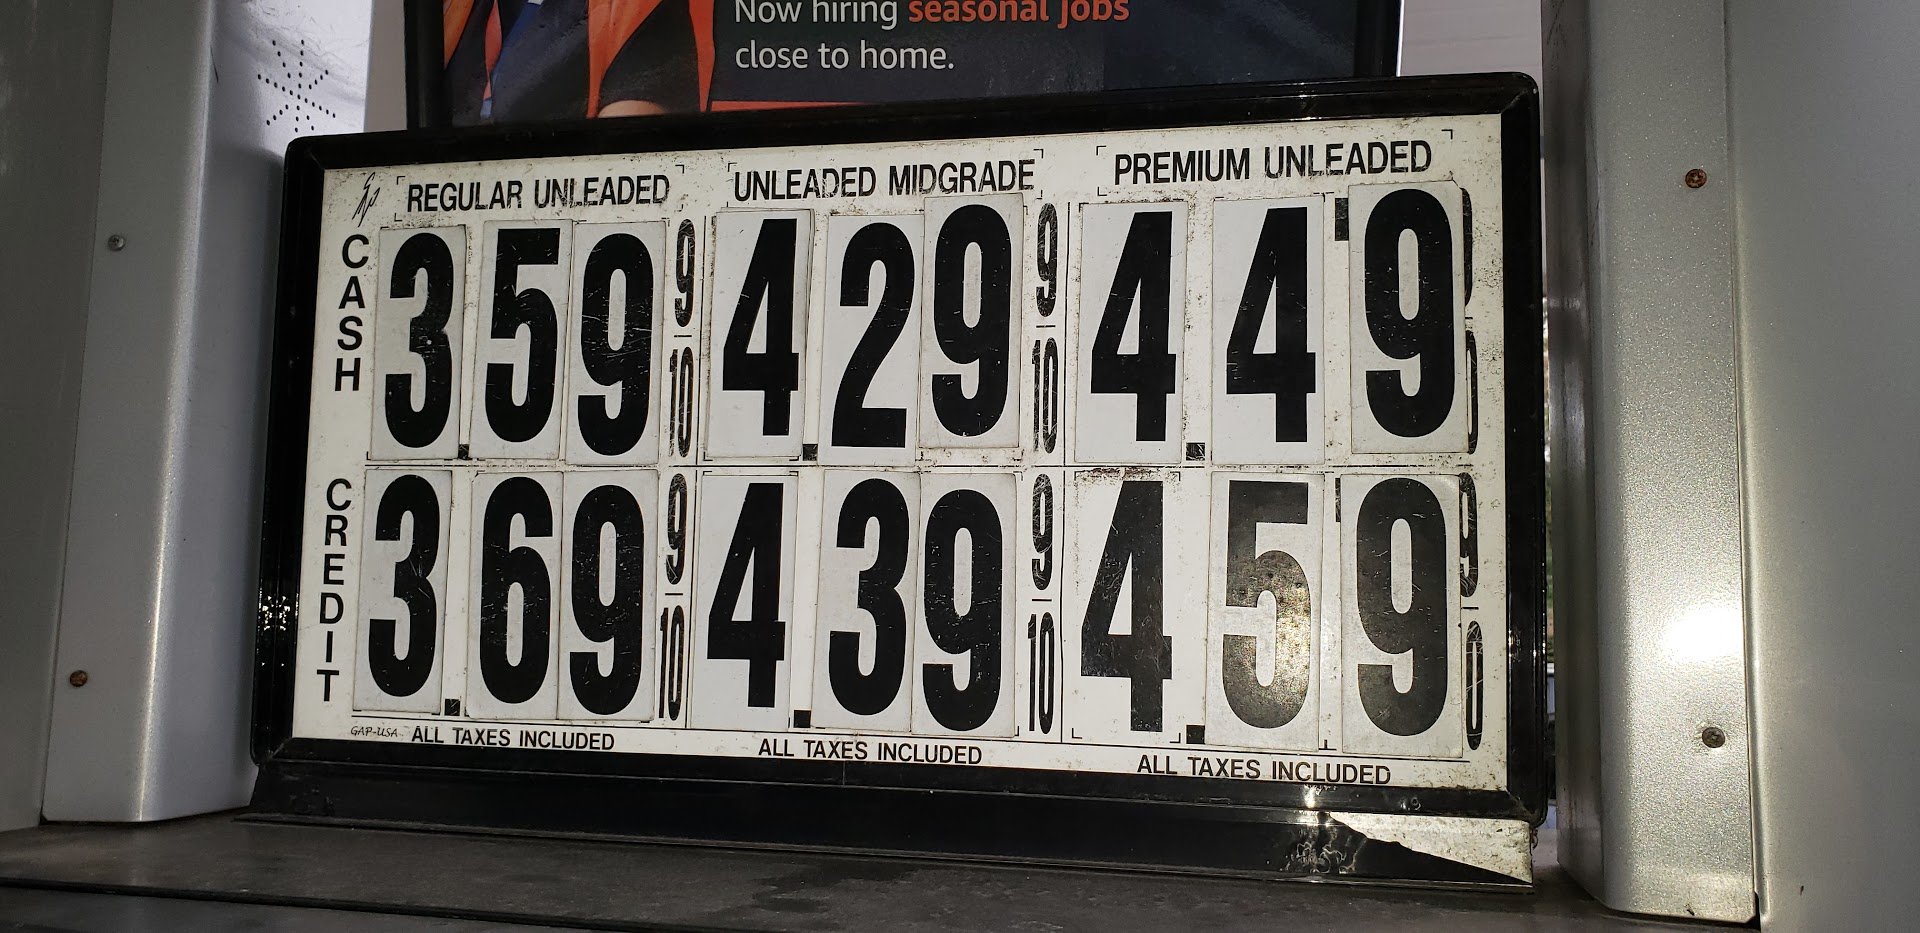 Now hiring seasonal jobs
close to home.
REGULAR UNLEADED UNLEADED MIDGRADE PREMIUM UNLEADED
CASH 3.59 9/10 4.29 9/10 4.49
CREDIT 3.69 9/10 4.39 9/10 4.59 9/10
GAP-USA ALL TAXES INCLUDED ALL TAXES INCLUDED ALL TAXES INCLUDED